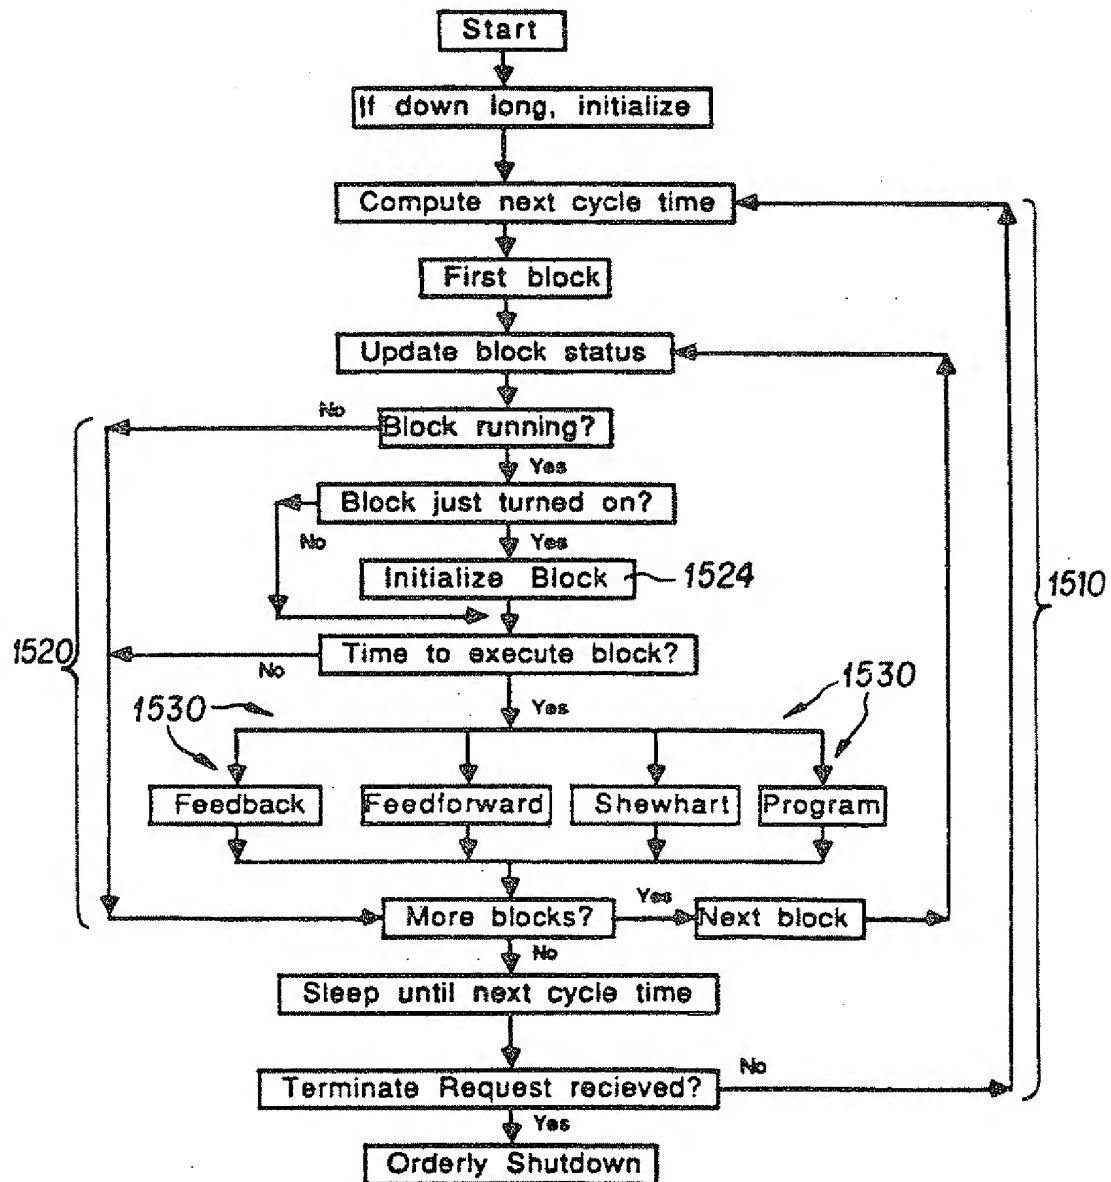 Start
If down long, initialize
Compute next cycle time
First block
Update block status
No
Block running?
Yes
Block just turned on?
No
Yes
Initialize Block
1524
1510
1520
Time to execute block?
No
Yes
1530
1530
Feedback
Feedforward
Shewhart
Program
More blocks?
Yes
Next block
No
Sleep until next cycle time
Terminate Request recieved?
No
Yes
Orderly Shutdown